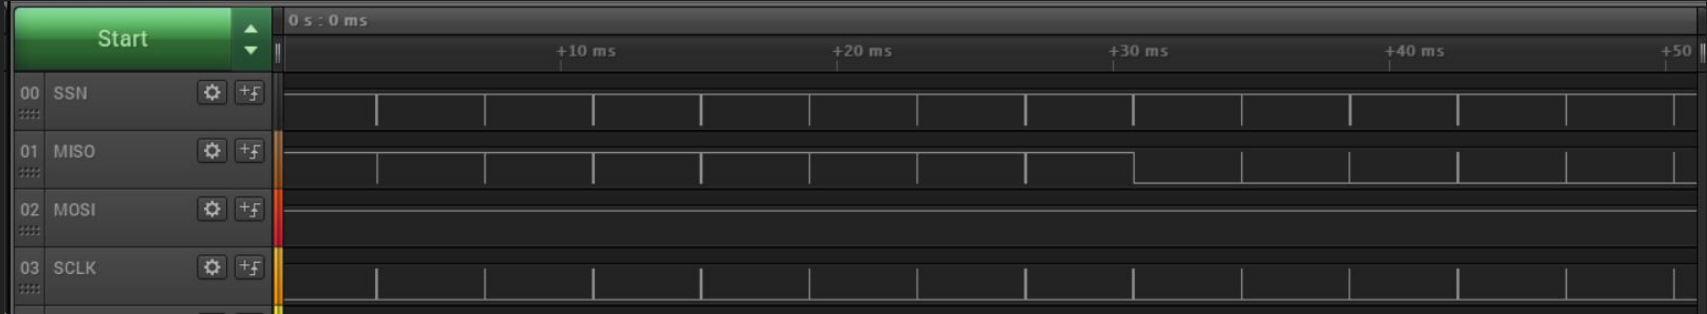 Start
0 s : 0 ms
+10 ms +20 ms +30 ms +40 ms +50
00 SSN
01 MISO
02 MOSI
03 SCLK